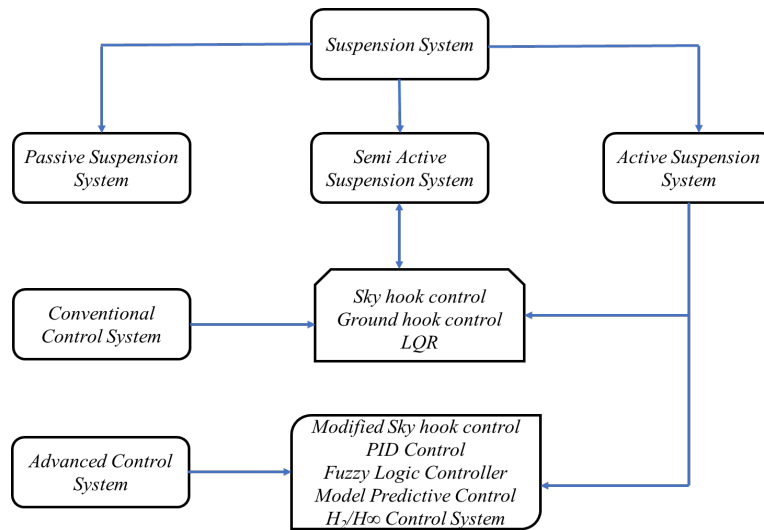 Suspension System
Passive Suspension
System
Semi Active
Suspension System
Active Suspension
System
Conventional
Control System
Sky hook control
Ground hook control
LQR
Advanced Control
System
Modified Sky hook control
PID Control
Fuzzy Logic Controller
Model Predictive Control
H₂/H∞ Control System